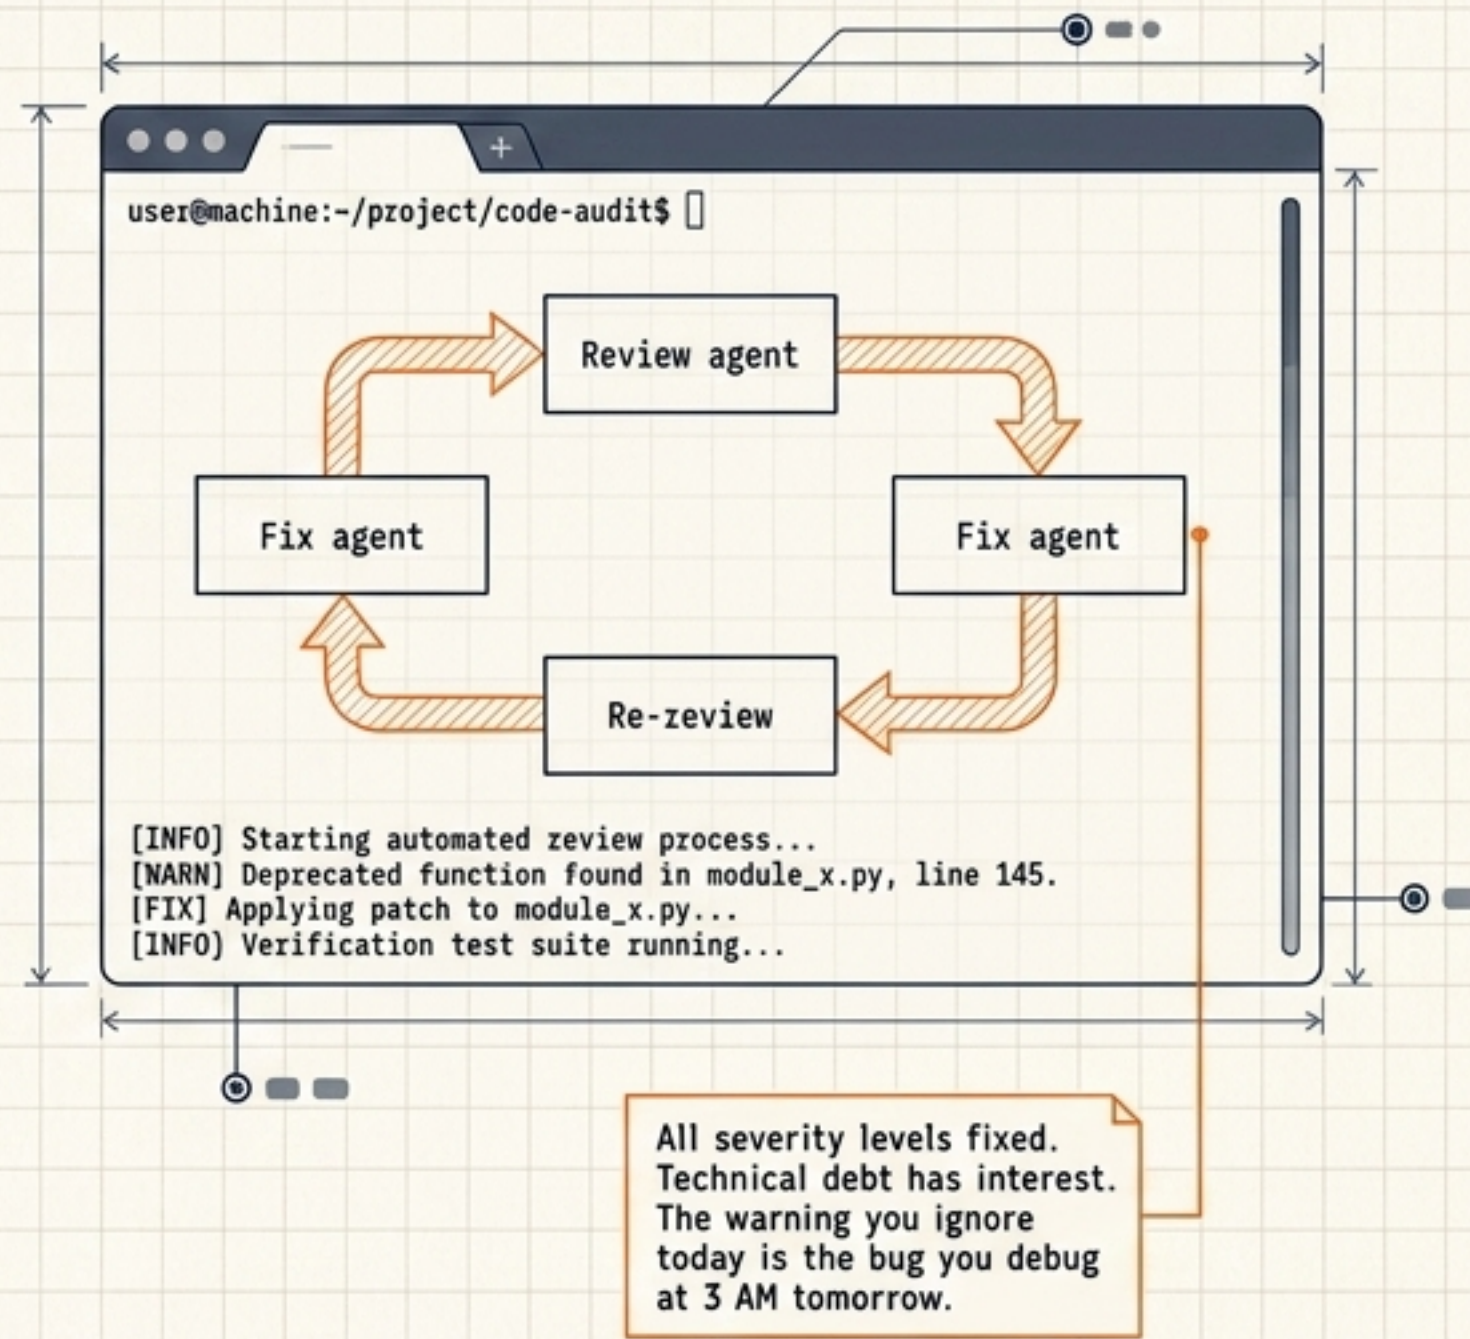 user@machine:~/project/code-audit$
Review agent
Fix agent
Fix agent
Re-review
[INFO] Starting automated review process...
[NARN] Deprecated function found in module_x.py, line 145.
[FIX] Applying patch to module_x.py...
[INFO] Verification test suite running...
All severity levels fixed.
Technical debt has interest.
The warning you ignore
today is the bug you debug
at 3 AM tomorrow.